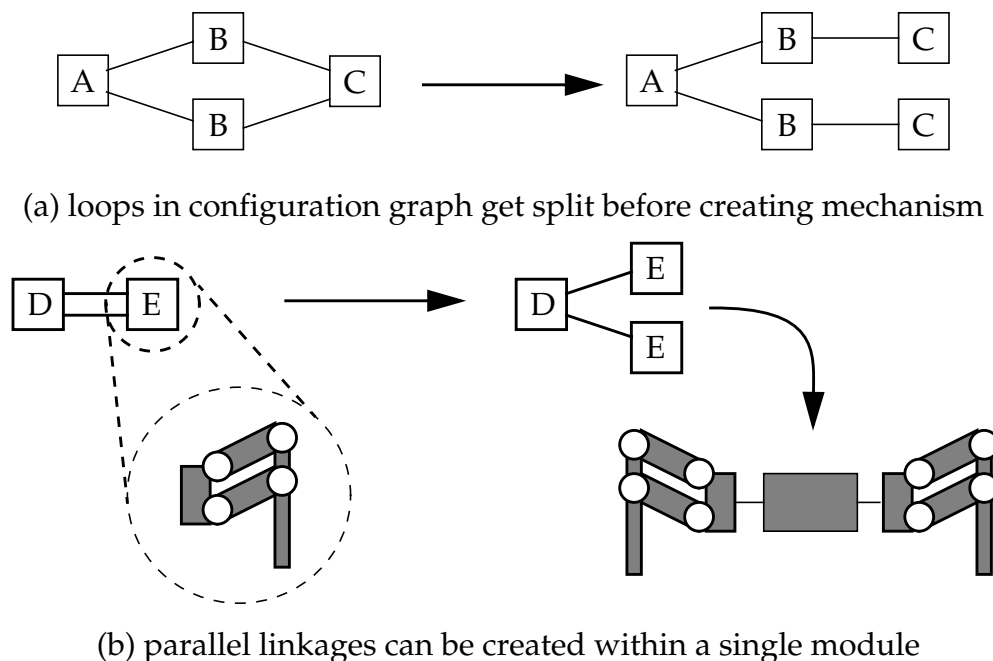 B B C
A C A
B B C
(a) loops in configuration graph get split before creating mechanism
D E D E
E
(b) parallel linkages can be created within a single module